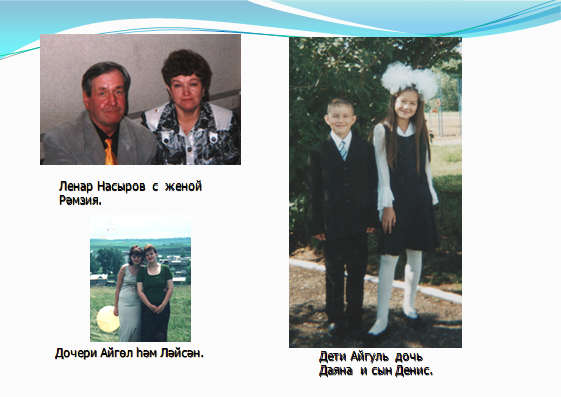 Ленар Насыров с женой
Рәмзия.
Дочери Айгөл һәм Ләйсән.
Дети Айгуль дочь
Даяна и сын Денис.